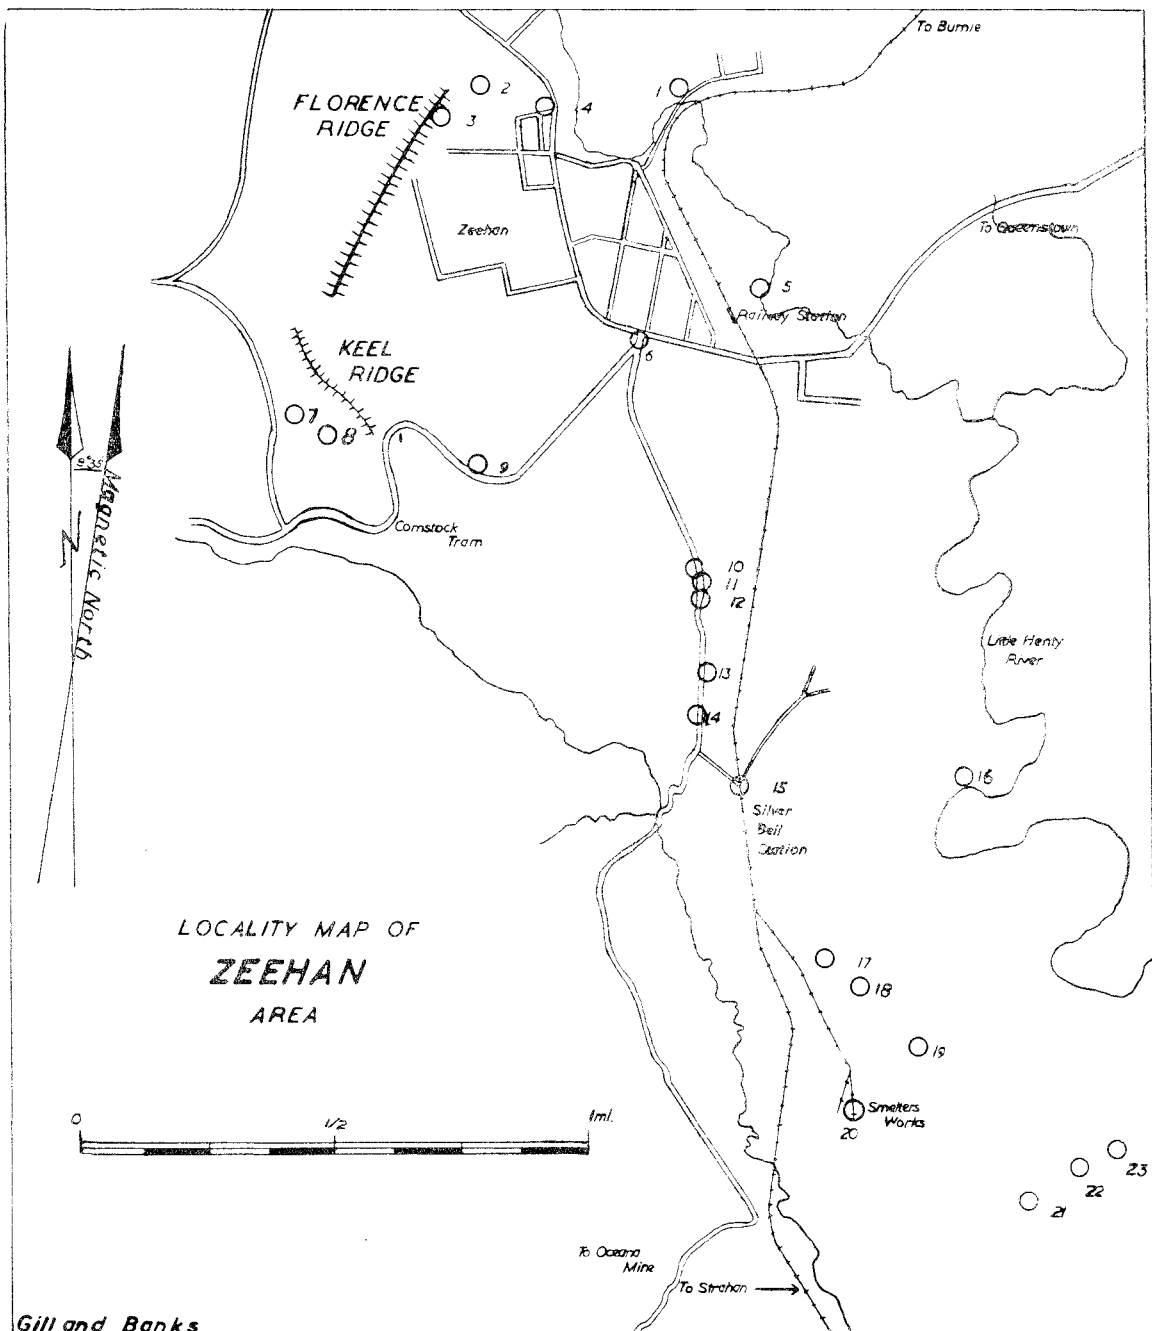 To Burnie
1
2
FLORENCE
RIDGE
3
4
Zeehan
To Queenstown
5
Railway Station
6
KEEL
RIDGE
7
8
9
8°35'
Magnetic North
N
Comstock
Tram
10
11
12
Little Henty
River
13
14
15
16
Silver
Bell
Station
LOCALITY MAP OF
ZEEHAN
AREA
17
18
19
0
1/2
1ml.
Smelters
Works
20
21
22
23
To Oceana
Mine
To Strahan
Gill and Banks